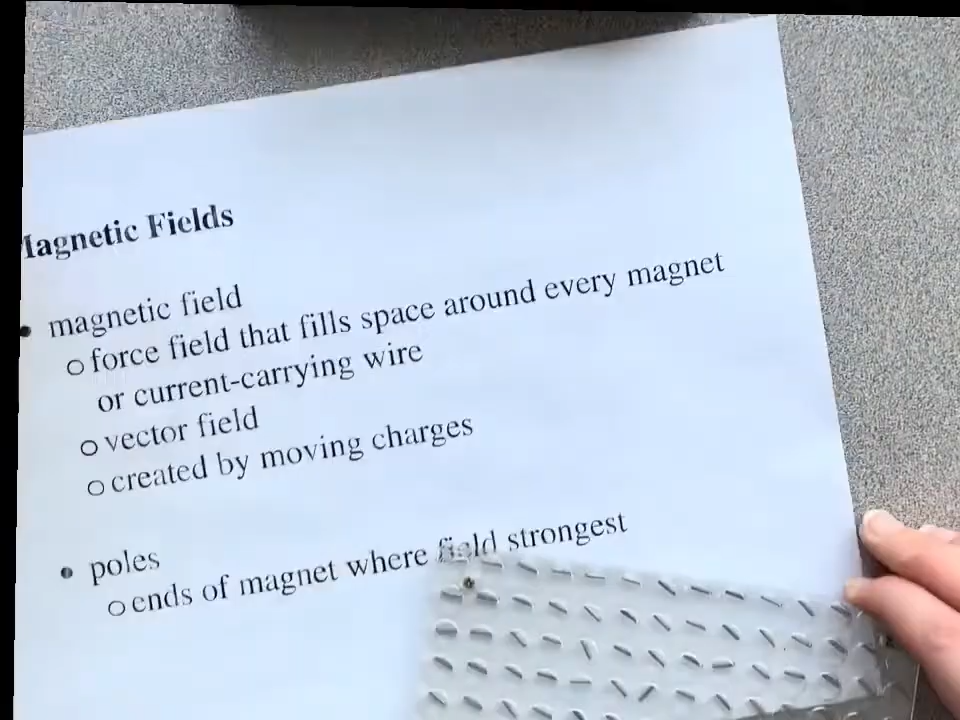 Magnetic Fields
• magnetic field
○ force field that fills space around every magnet
or current-carrying wire
○ vector field
○ created by moving charges
• poles
○ ends of magnet where field strongest